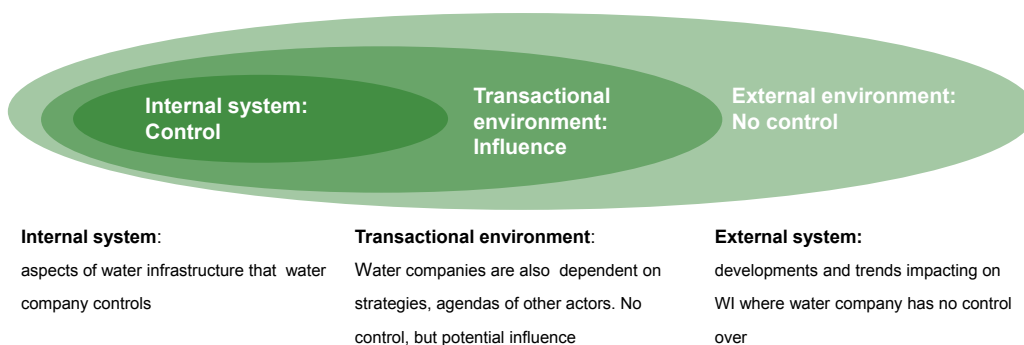 Internal system:
Control
Transactional
environment:
Influence
External environment:
No control
Internal system:
aspects of water infrastructure that water
company controls
Transactional environment:
Water companies are also dependent on
strategies, agendas of other actors. No
control, but potential influence
External system:
developments and trends impacting on
WI where water company has no control
over